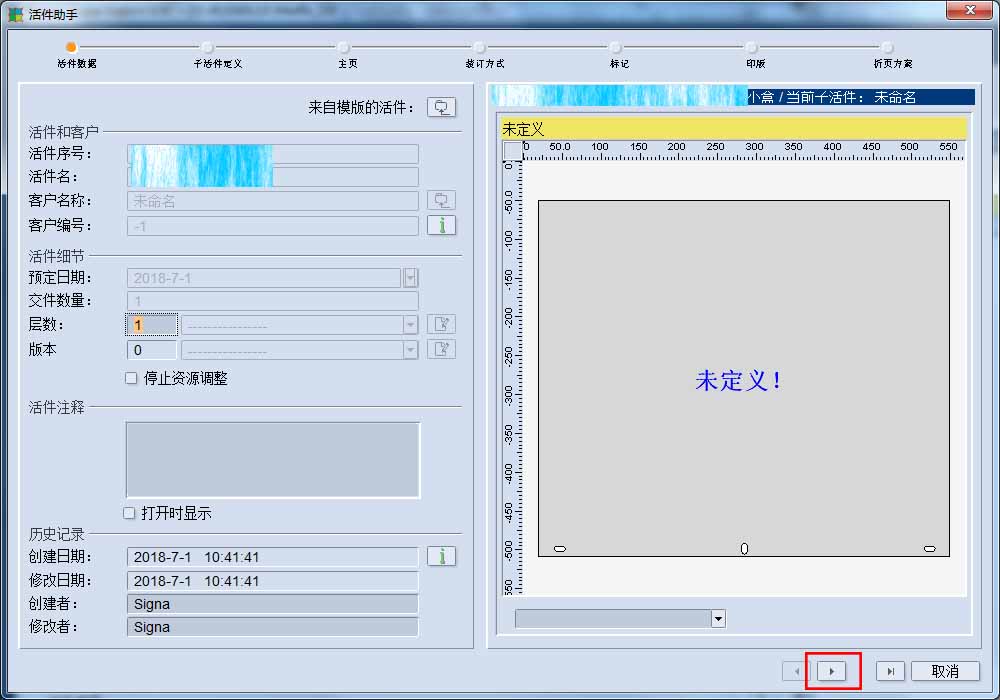 活件助手
活件数据 子活件定义 主页 装订方式 标记 印版 折页方案
来自模版的活件：
活件和客户
活件序号：
活件名：
客户名称： 未命名
客户编号： -1
活件细节
预定日期： 2018-7-1
交件数量： 1
层数： 1 ----------------
版本 0 ----------------
停止资源调整
活件注释
打开时显示
历史记录
创建日期： 2018-7-1 10:41:41
修改日期： 2018-7-1 10:41:41
创建者： Signa
修改者： Signa
小盒 / 当前子活件： 未命名
未定义
0 50.0 100 150 200 250 300 350 400 450 500 550
0 -50.0 -100 -150 -200 -250 -300 -350 -400 -450 -500
未定义！
取消